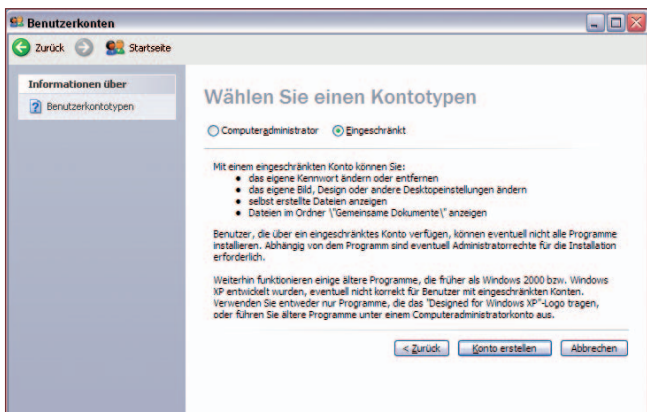 Benutzerkonten
Zurück Startseite
Informationen über
Benutzerkontotypen
Wählen Sie einen Kontotypen
Computeradministrator Eingeschränkt
Mit einem eingeschränkten Konto können Sie:
• das eigene Kennwort ändern oder entfernen
• das eigene Bild, Design oder andere Desktopeinstellungen ändern
• selbst erstellte Dateien anzeigen
• Dateien im Ordner \"Gemeinsame Dokumente\" anzeigen
Benutzer, die über ein eingeschränktes Konto verfügen, können eventuell nicht alle Programme
installieren. Abhängig von dem Programm sind eventuell Administratorrechte für die Installation
erforderlich.
Weiterhin funktionieren einige ältere Programme, die früher als Windows 2000 bzw. Windows
XP entwickelt wurden, eventuell nicht korrekt für Benutzer mit eingeschränkten Konten.
Verwenden Sie entweder nur Programme, die das "Designed for Windows XP"-Logo tragen,
oder führen Sie ältere Programme unter einem Computeradministratorkonto aus.
< Zurück Konto erstellen Abbrechen